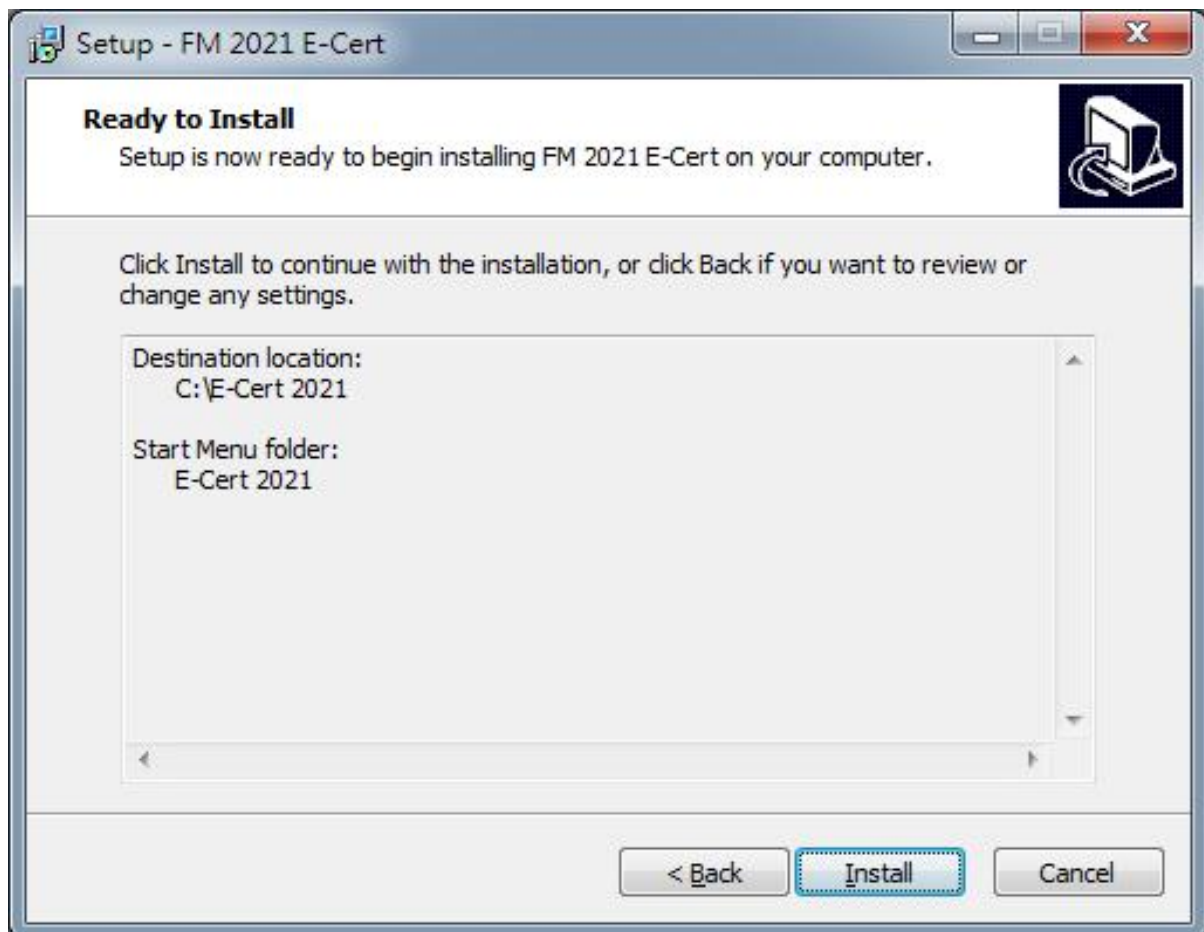 Setup - FM 2021 E-Cert
Ready to Install
Setup is now ready to begin installing FM 2021 E-Cert on your computer.
Click Install to continue with the installation, or click Back if you want to review or
change any settings.
Destination location:
C:\E-Cert 2021
Start Menu folder:
E-Cert 2021
< Back
Install
Cancel